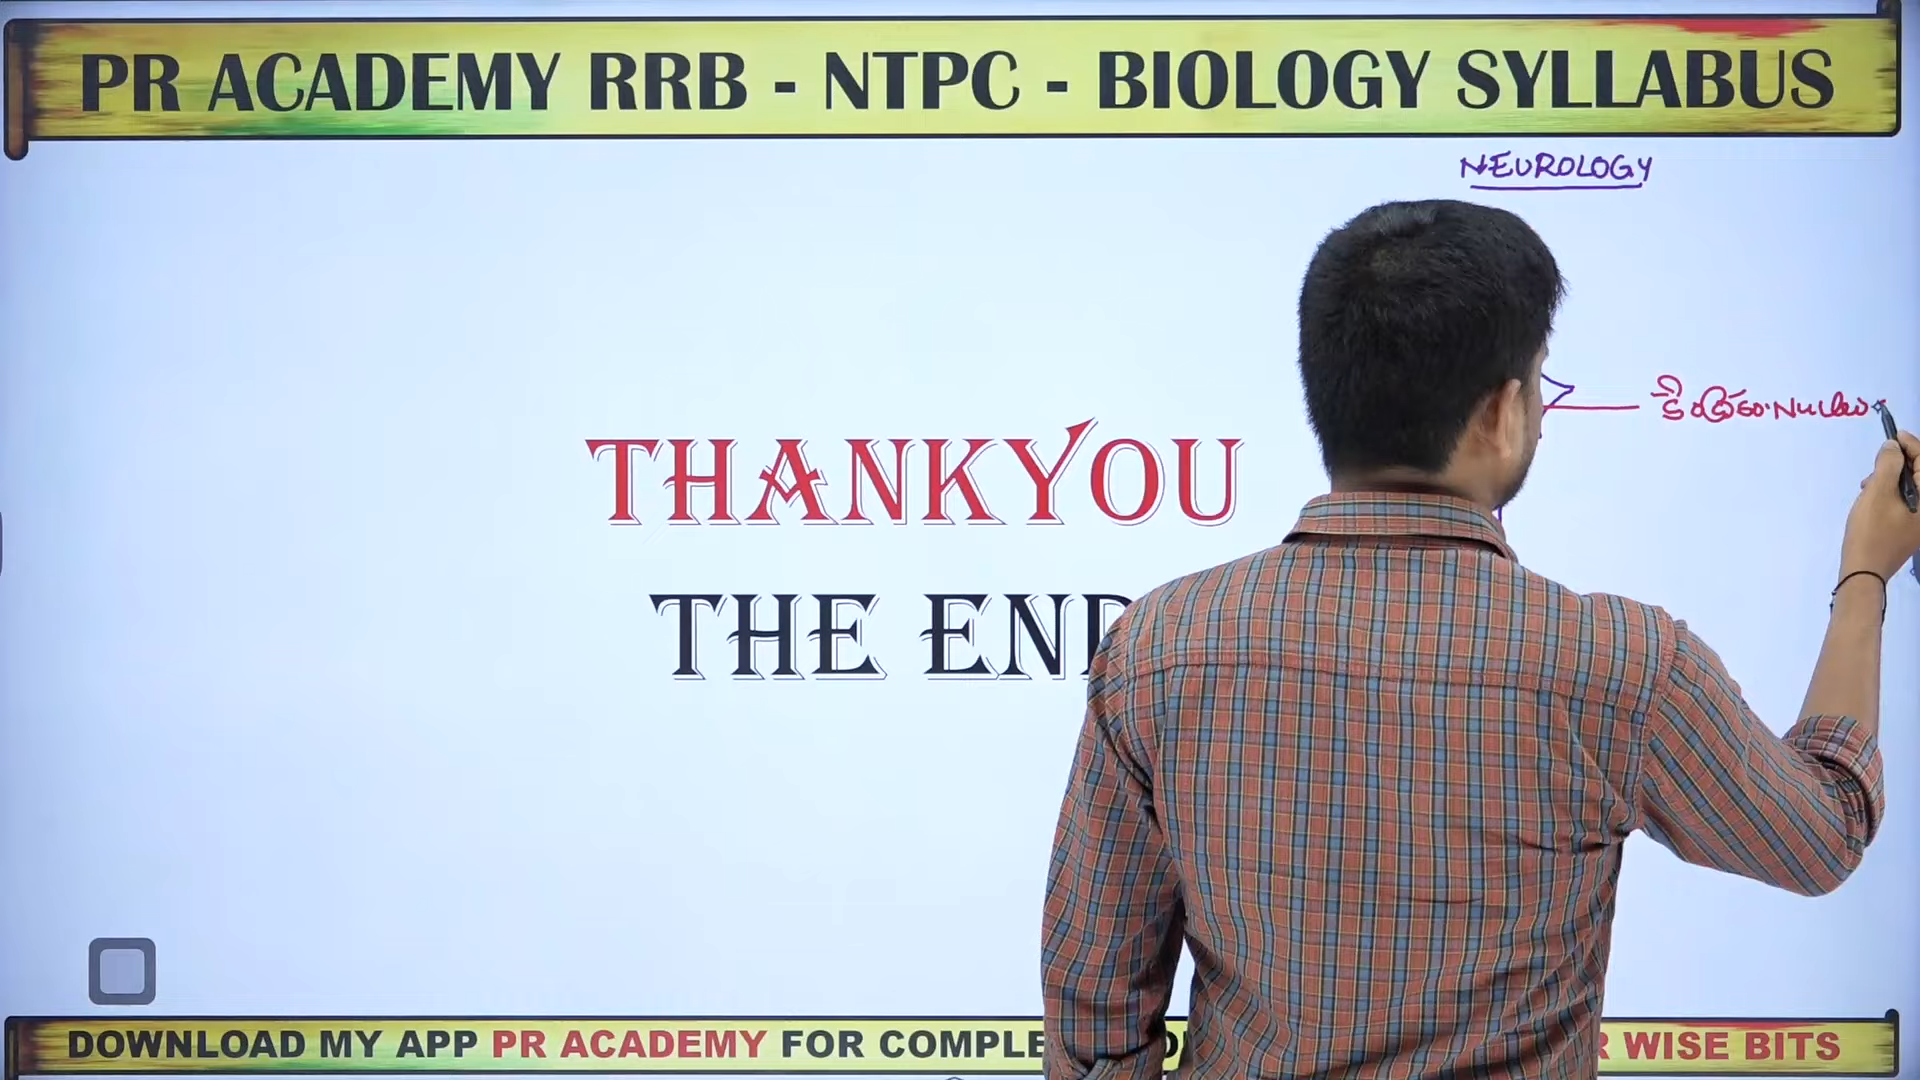 PR ACADEMY RRB - NTPC - BIOLOGY SYLLABUS
NEUROLOGY
THANKYOU
THE END
DOWNLOAD MY APP PR ACADEMY FOR COMPLE WISE BITS